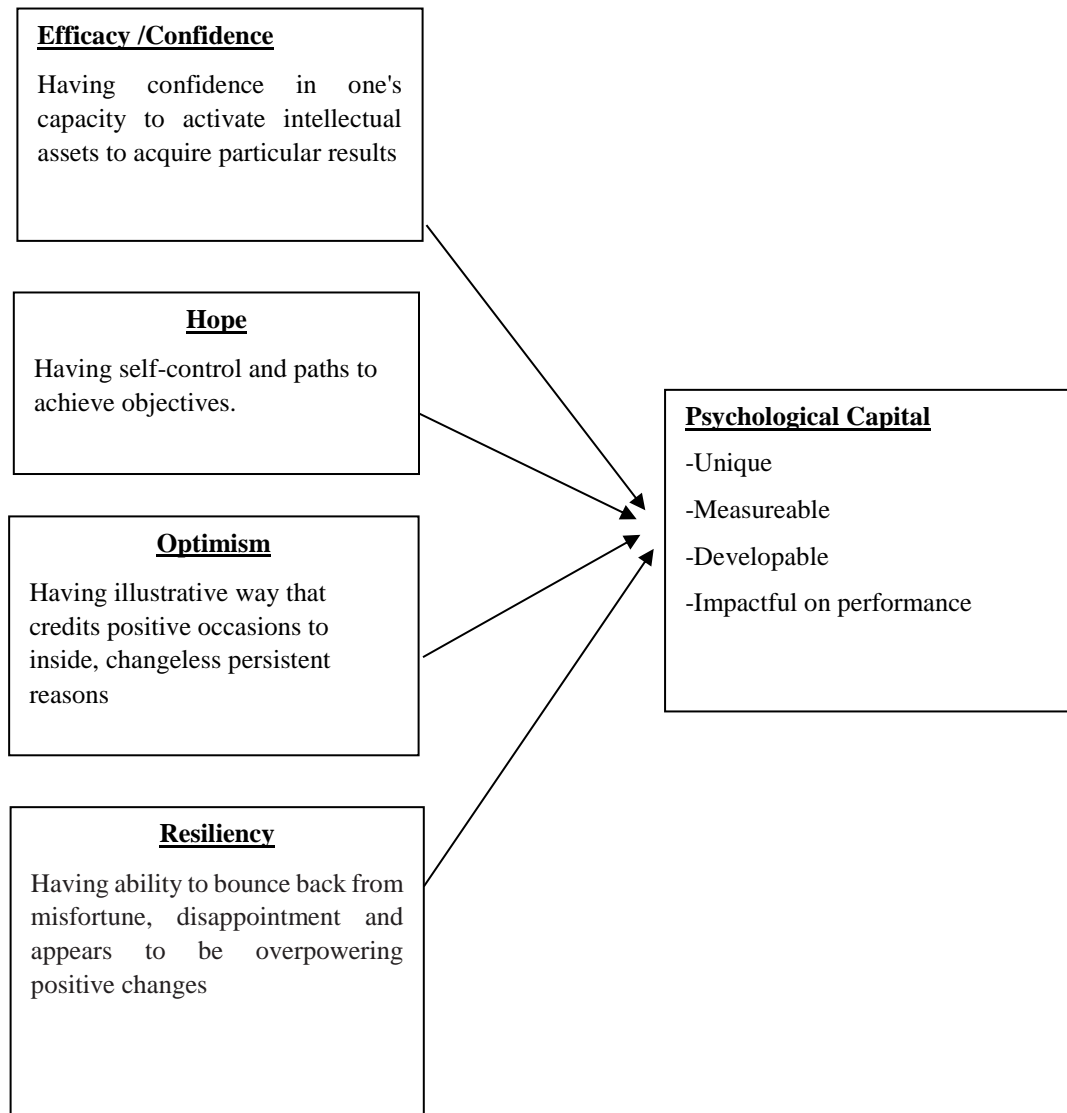 Efficacy /Confidence
Having confidence in one's
capacity to activate intellectual
assets to acquire particular results
Hope
Having self-control and paths to
achieve objectives.
Optimism
Having illustrative way that
credits positive occasions to
inside, changeless persistent
reasons
Resiliency
Having ability to bounce back from
misfortune, disappointment and
appears to be overpowering
positive changes
Psychological Capital
-Unique
-Measureable
-Developable
-Impactful on performance